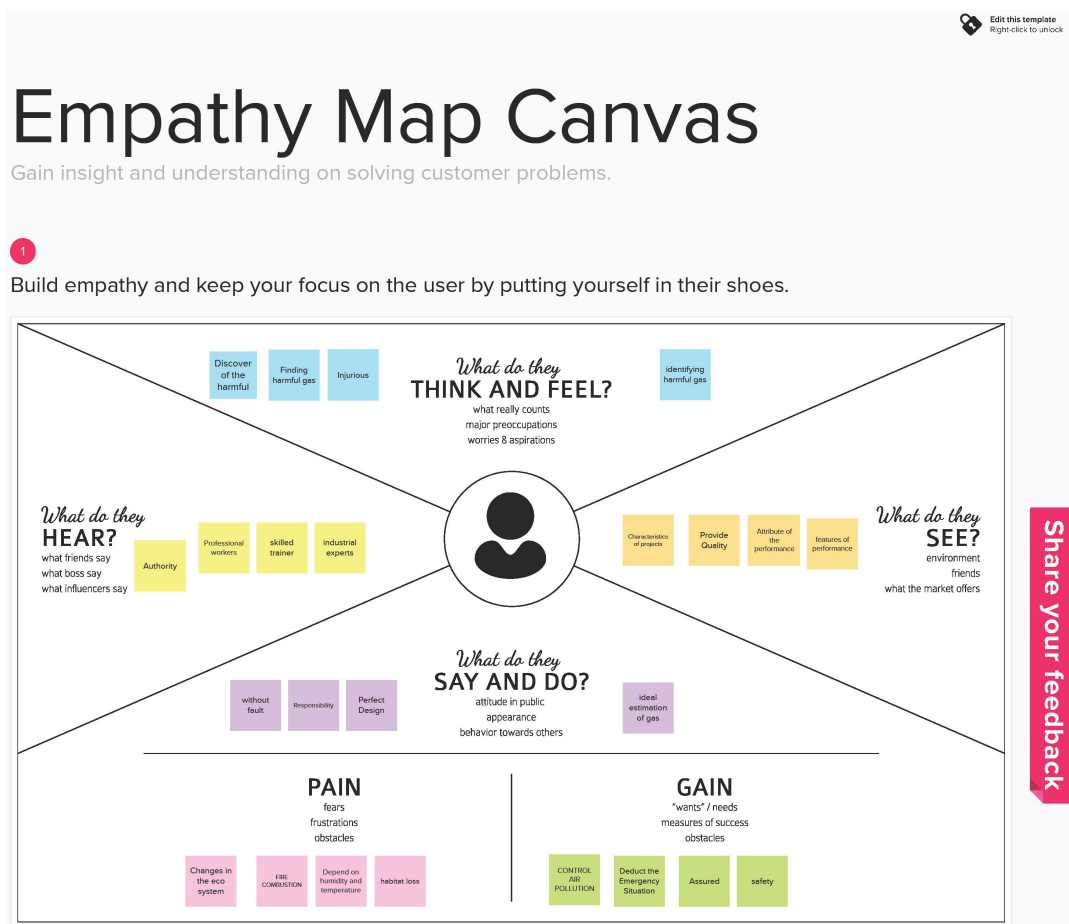 Edit this template
Right-click to unlock
Empathy Map Canvas
Gain insight and understanding on solving customer problems.
1
Build empathy and keep your focus on the user by putting yourself in their shoes.
Discover
of the
harmful
Finding
harmful gas
Injurious
What do they
THINK AND FEEL?
what really counts
major preoccupations
worries & aspirations
identifying
harmful gas
What do they
HEAR?
what friends say
what boss say
what influencers say
Authority
Professional
workers
skilled
trainer
industrial
experts
Characteristics
of projects
Provide
Quality
Attribute of
the
performance
features of
performance
What do they
SEE?
environment
friends
what the market offers
Share your feedback
without
fault
Responsibility
Perfect
Design
What do they
SAY AND DO?
attitude in public
appearance
behavior towards others
ideal
estimation
of gas
PAIN
fears
frustrations
obstacles
Changes in
the eco
system
FIRE
COMBUSTION
Depend on
humidity and
temperature
habitat loss
GAIN
"wants" / needs
measures of success
obstacles
CONTROL
AIR
POLLUTION
Deduct the
Emergency
Situation
Assured
safety